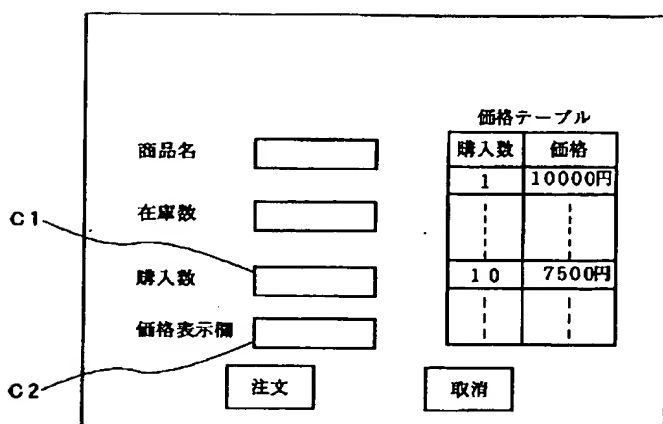 価格テーブル
購入数 価格
1 10000円
10 7500円
商品名
在庫数
購入数
価格表示欄
C1
C2
注文
取消